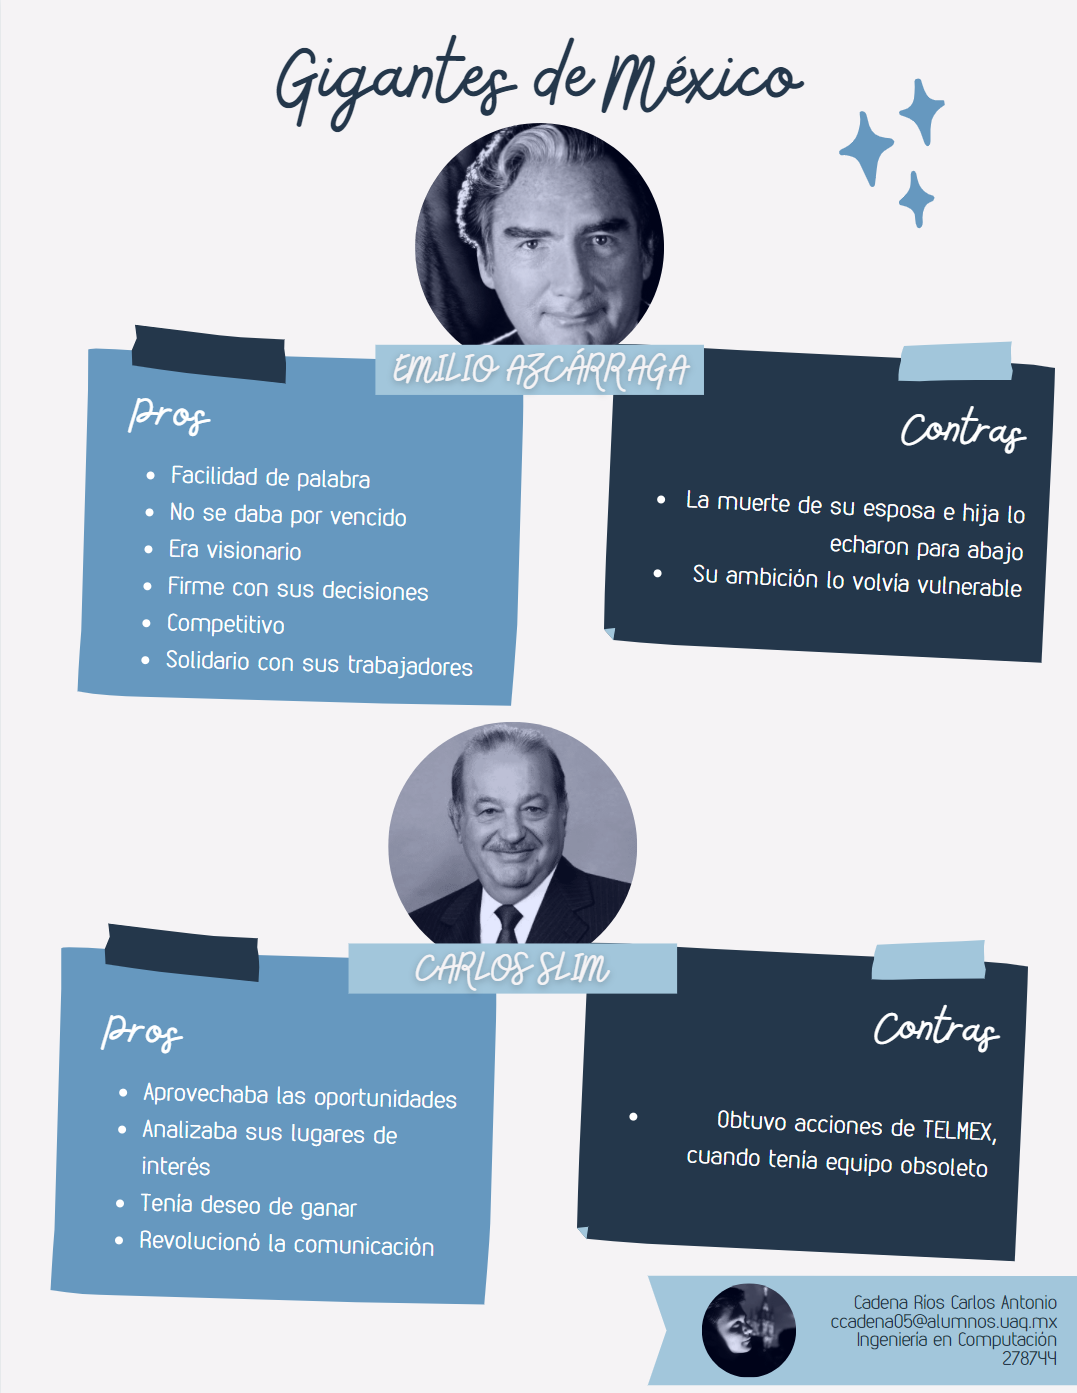 Gigantes de México
EMILIO AZCÁRRAGA
Pros
Facilidad de palabra
No se daba por vencido
Era visionario
Firme con sus decisiones
Competitivo
Solidario con sus trabajadores
Contras
La muerte de su esposa e hija lo
echaron para abajo
Su ambición lo volvía vulnerable
CARLOS SLIM
Pros
Aprovechaba las oportunidades
Analizaba sus lugares de
interés
Tenía deseo de ganar
Revolucionó la comunicación
Contras
Obtuvo acciones de TELMEX,
cuando tenía equipo obsoleto
Cadena Ríos Carlos Antonio
ccadena05@alumnos.uaq.mx
Ingeniería en Computación
278744